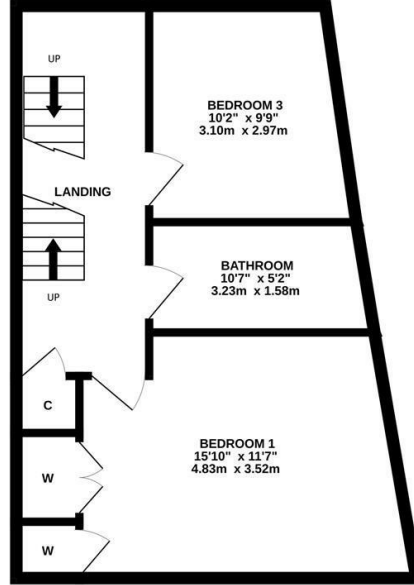 UP
BEDROOM 3
10'2" x 9'9"
3.10m x 2.97m
LANDING
BATHROOM
10'7" x 5'2"
3.23m x 1.58m
UP
C
BEDROOM 1
15'10" x 11'7"
4.83m x 3.52m
W
W